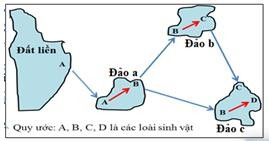 C
B
Đảo b
Đất liền
A
Đảo a
B
A
C
B D
Đảo c
Quy ước: A, B, C, D là các loài sinh vật